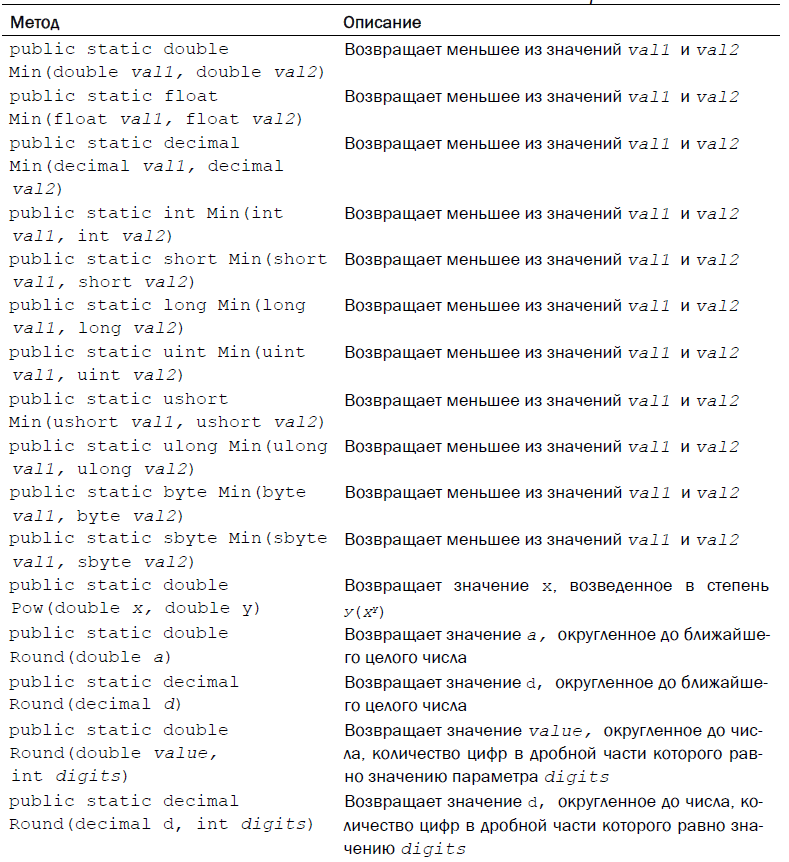 Метод Описание
public static double Возвращает меньшее из значений val1 и val2
Min(double val1, double val2)
public static float Возвращает меньшее из значений val1 и val2
Min(float val1, float val2)
public static decimal Возвращает меньшее из значений val1 и val2
Min(decimal val1, decimal
val2)
public static int Min(int Возвращает меньшее из значений val1 и val2
val1, int val2)
public static short Min(short Возвращает меньшее из значений val1 и val2
val1, short val2)
public static long Min(long Возвращает меньшее из значений val1 и val2
val1, long val2)
public static uint Min(uint Возвращает меньшее из значений val1 и val2
val1, uint val2)
public static ushort Возвращает меньшее из значений val1 и val2
Min(ushort val1, ushort val2)
public static ulong Min(ulong Возвращает меньшее из значений val1 и val2
val1, ulong val2)
public static byte Min(byte Возвращает меньшее из значений val1 и val2
val1, byte val2)
public static sbyte Min(sbyte Возвращает меньшее из значений val1 и val2
val1, sbyte val2)
public static double Возвращает значение x, возведенное в степень
Pow(double x, double y) y(xʸ)
public static double Возвращает значение a, округленное до ближайше-
Round(double a) го целого числа
public static decimal Возвращает значение d, округленное до ближайше-
Round(decimal d) го целого числа
public static double Возвращает значение value, округленное до чис-
Round(double value, ла, количество цифр в дробной части которого рав-
int digits) но значению параметра digits
public static decimal Возвращает значение d, округленное до числа, ко-
Round(decimal d, int digits) личество цифр в дробной части которого равно зна-
чению digits